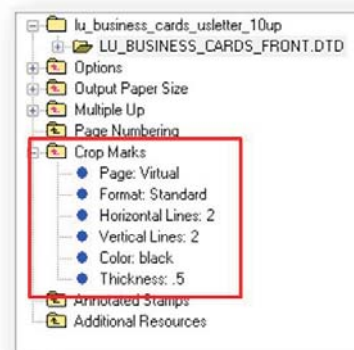 lu_business_cards_usletter_10up
LU_BUSINESS_CARDS_FRONT.DTD
Options
Output Paper Size
Multiple Up
Page Numbering
Crop Marks
Page: Virtual
Format: Standard
Horizontal Lines: 2
Vertical Lines: 2
Color: black
Thickness: .5
Annotated Stamps
Additional Resources